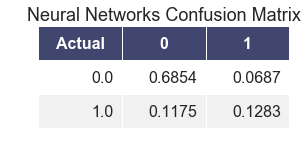 Neural Networks Confusion Matrix
Actual 0 1
0.0 0.6854 0.0687
1.0 0.1175 0.1283